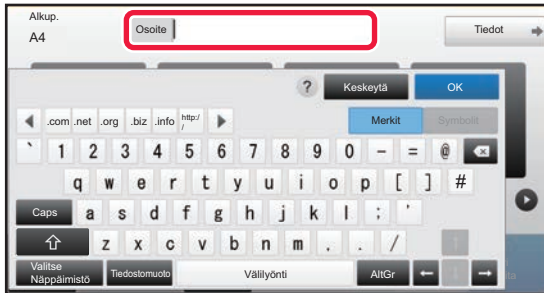 Alkup.
A4
Osoite
Tiedot
?
Keskeytä
OK
.com .net .org .biz .info http://
Merkit
Symbolit
` 1 2 3 4 5 6 7 8 9 0 - = @
q w e r t y u i o p [ ] #
Caps a s d f g h j k l ; '
z x c v b n m . . /
Valitse
Näppäimistö
Tiedostomuoto
Välilyönti
AltGr